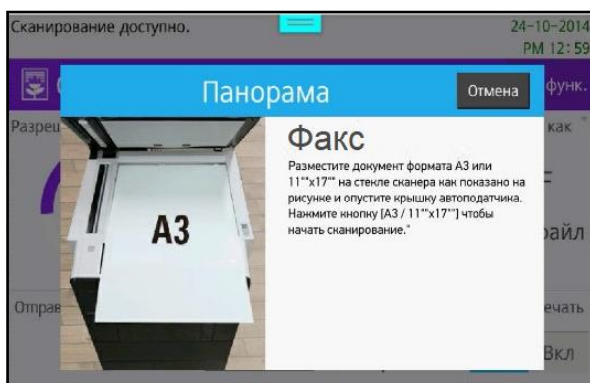 Сканирование доступно.
24-10-2014
PM 12:59
функ.
Панорама
Отмена
Разреш
как
Факс
Разместите документ формата А3 или
11""x17"" на стекле сканера как показано на
рисунке и опустите крышку автоподатчика.
Нажмите кнопку [А3 / 11""x17""] чтобы
начать сканирование."
A3
файл
Отправ
ечать
Вкл